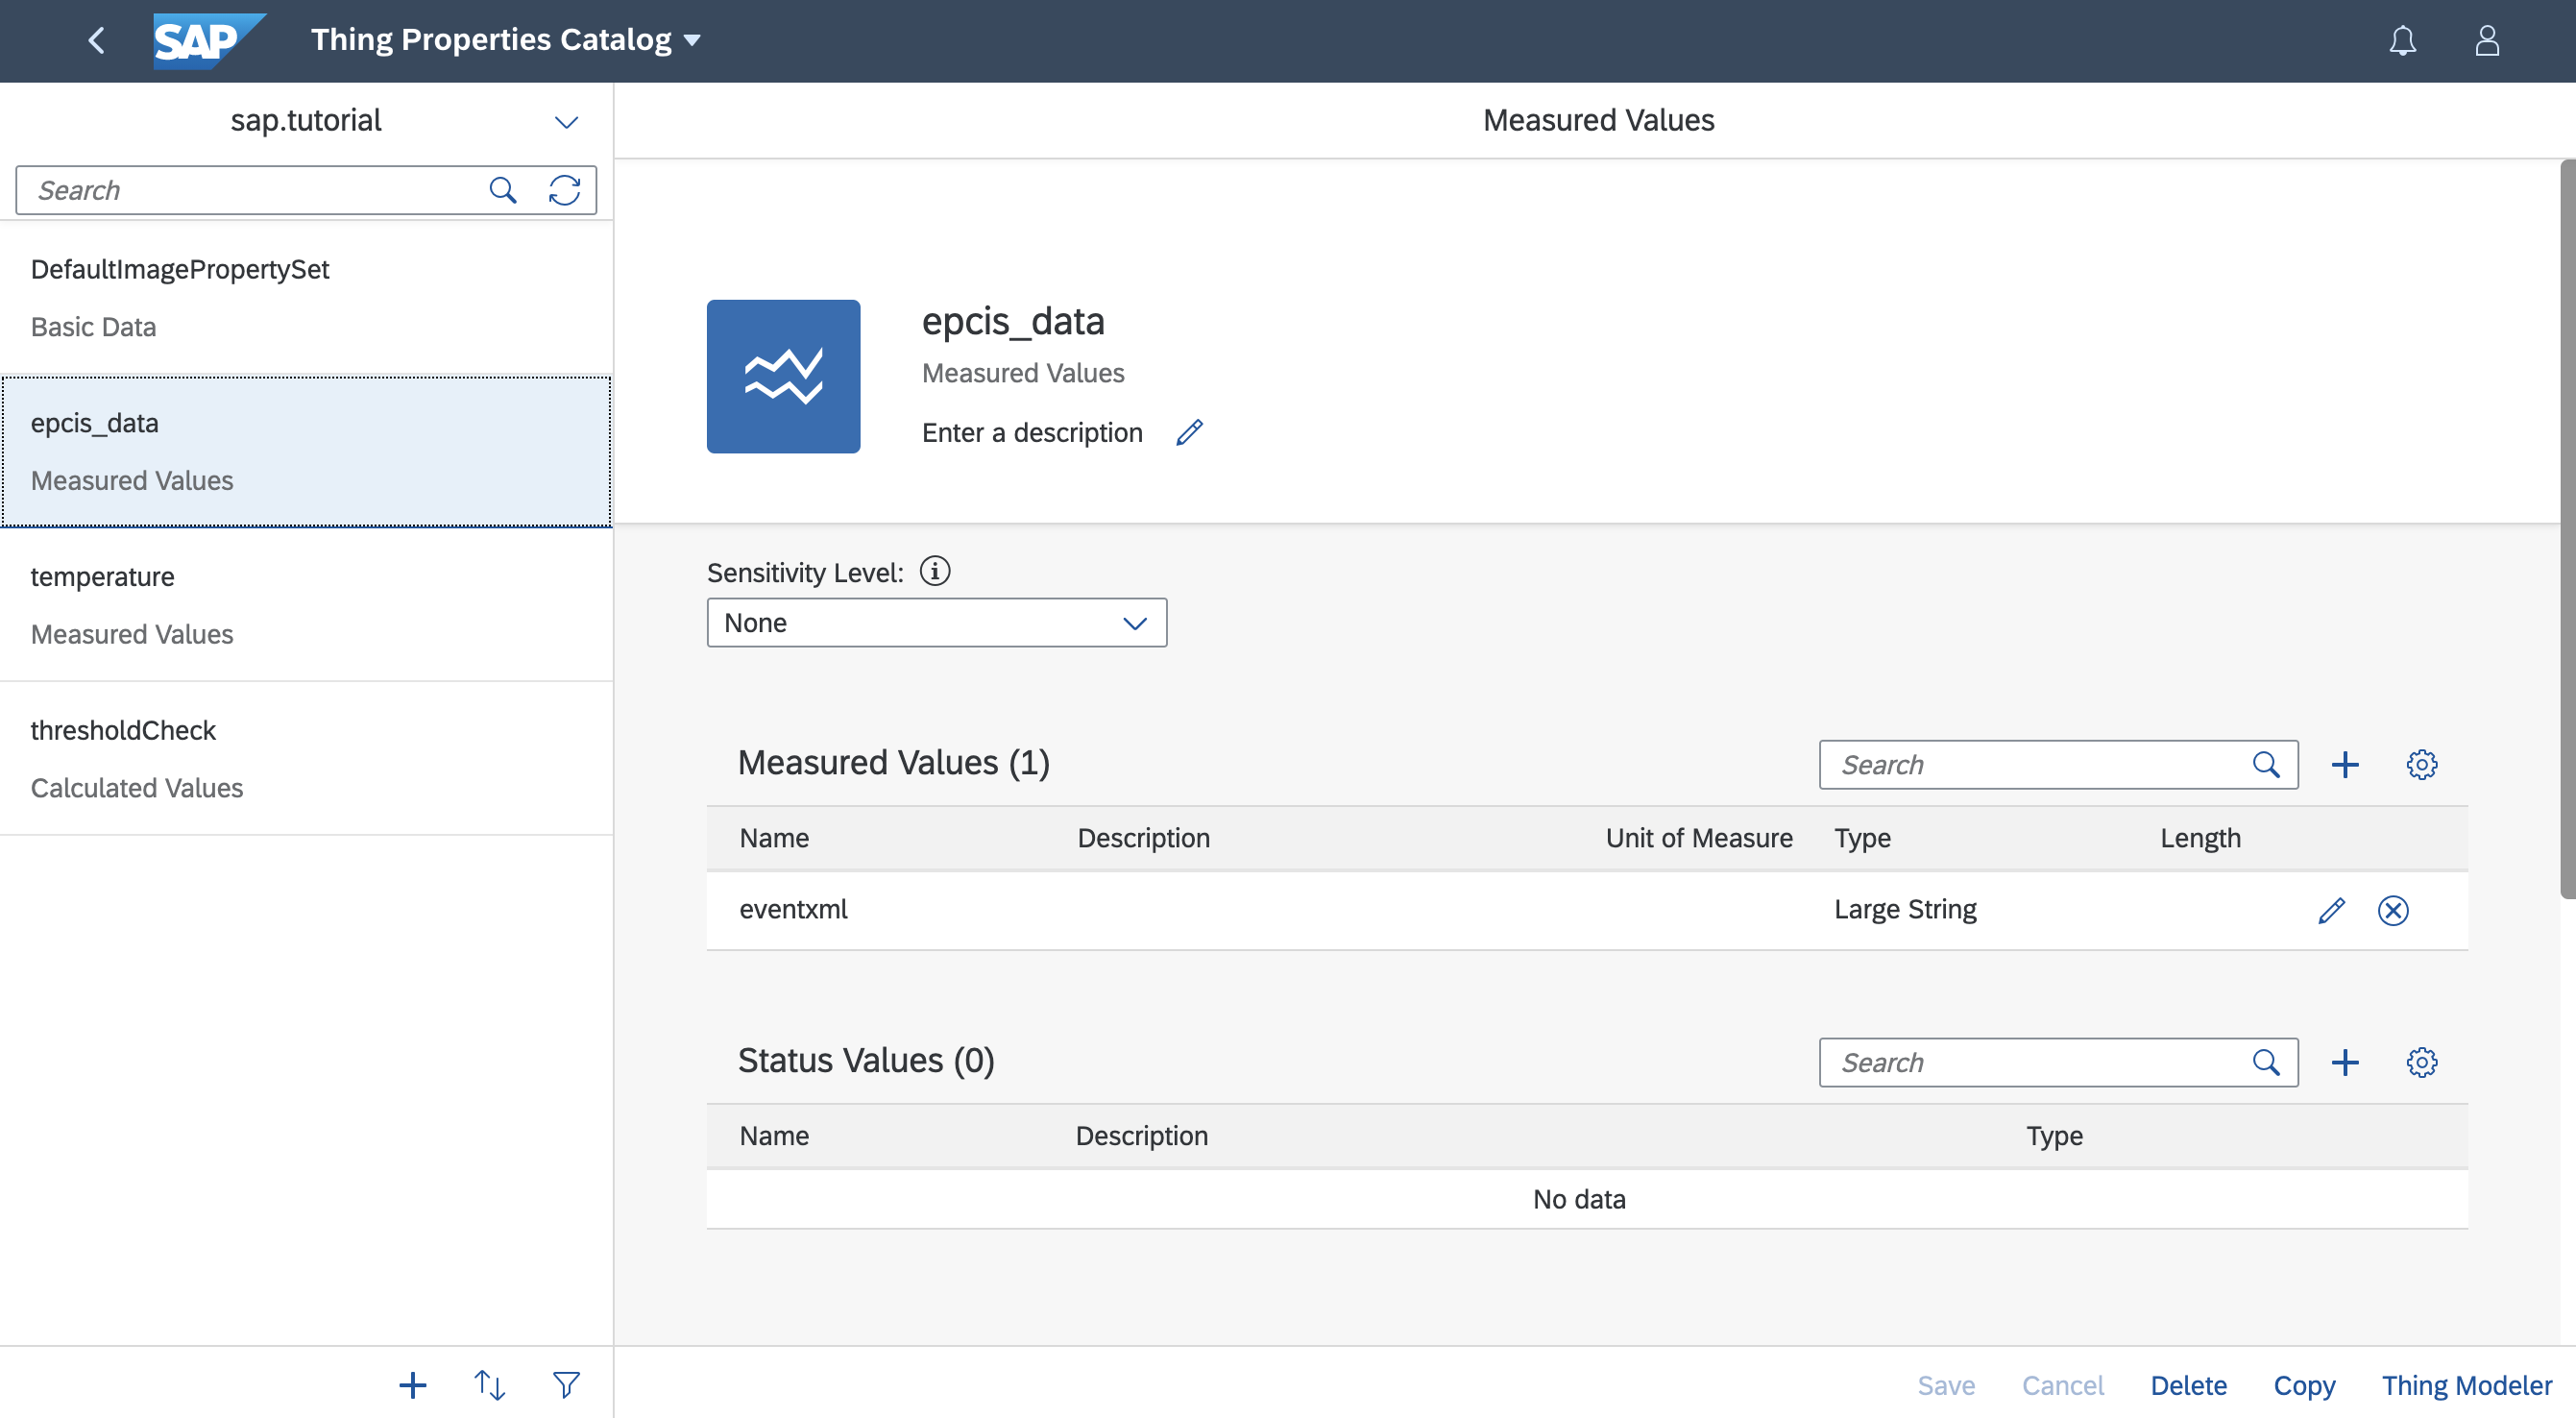 SAP Thing Properties Catalog
sap.tutorial
Search
DefaultImagePropertySet
Basic Data
epcis_data
Measured Values
temperature
Measured Values
thresholdCheck
Calculated Values
Measured Values
epcis_data
Measured Values
Enter a description
Sensitivity Level:
None
Measured Values (1) Search
Name Description Unit of Measure Type Length
eventxml Large String
Status Values (0) Search
Name Description Type
No data
Save Cancel Delete Copy Thing Modeler